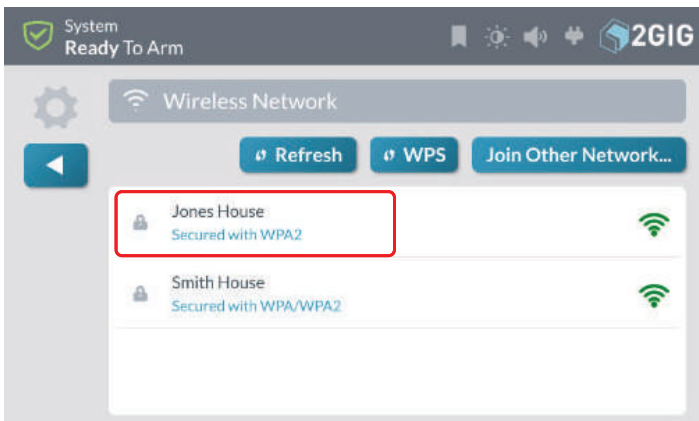 System
Ready To Arm
2GIG
Wireless Network
Refresh
WPS
Join Other Network...
Jones House
Secured with WPA2
Smith House
Secured with WPA/WPA2